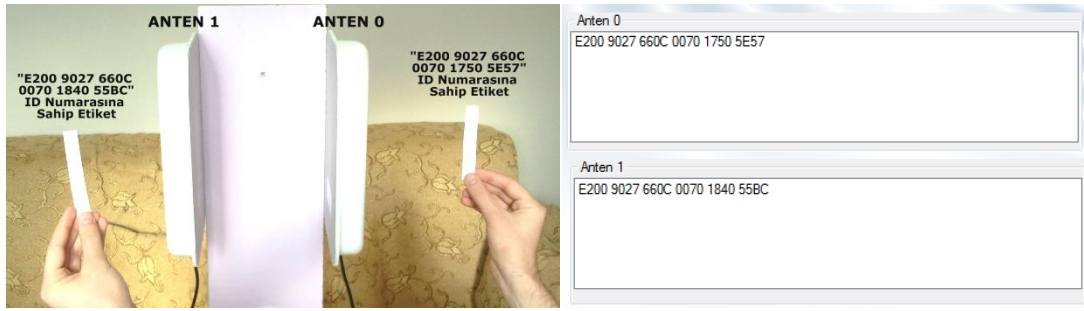 ANTEN 1
ANTEN 0
"E200 9027 660C
0070 1840 55BC"
ID Numarasına
Sahip Etiket
"E200 9027 660C
0070 1750 5E57"
ID Numarasına
Sahip Etiket
Anten 0
E200 9027 660C 0070 1750 5E57
Anten 1
E200 9027 660C 0070 1840 55BC